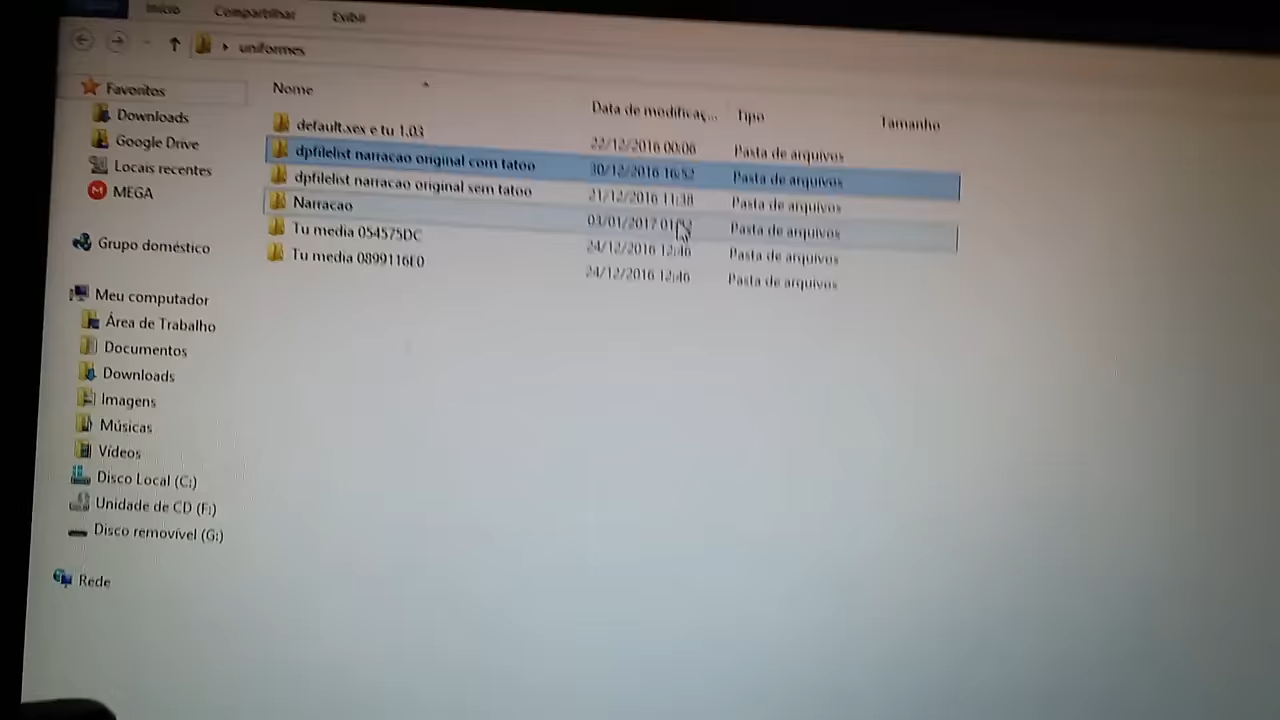 Início Compartilhar Exibir
uniformes
Favoritos
Downloads
Google Drive
Locais recentes
MEGA
Grupo doméstico
Meu computador
Área de Trabalho
Documentos
Downloads
Imagens
Músicas
Vídeos
Disco Local (C:)
Unidade de CD (F:)
Disco removível (G:)
Rede
Nome Data de modificaç... Tipo Tamanho
default.xex e tu 1.03 22/12/2016 00:06 Pasta de arquivos
dpfilelist narracao original com tatoo 30/12/2016 16:52 Pasta de arquivos
dpfilelist narracao original sem tatoo 21/12/2016 11:38 Pasta de arquivos
Narracao 03/01/2017 Pasta de arquivos
Tu media 054575DC 24/12/2016 12:46 Pasta de arquivos
Tu media 0899116E0 24/12/2016 12:46 Pasta de arquivos